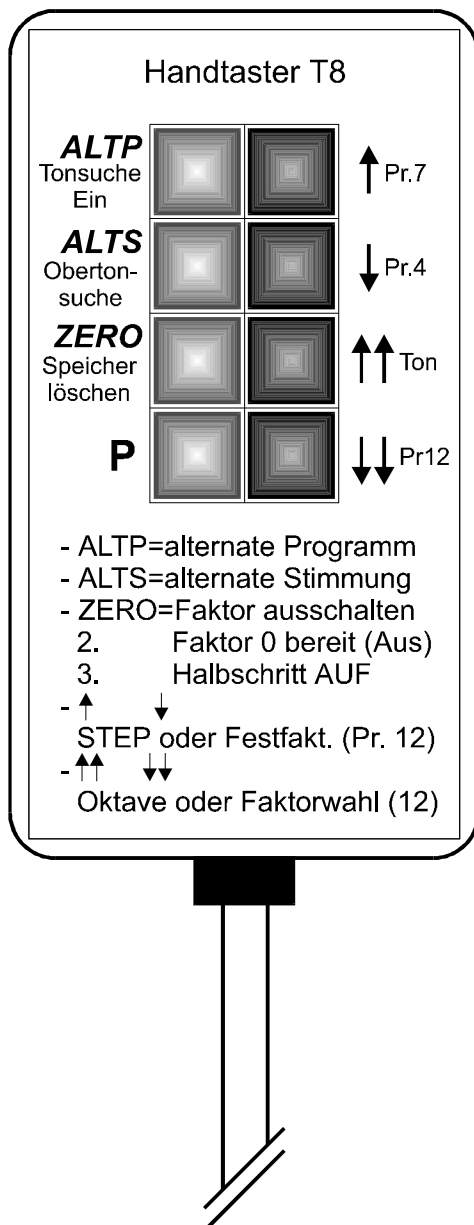 Handtaster T8
ALTP
Tonsuche
Ein
↑ Pr.7
ALTS
Oberton-
suche
↓ Pr.4
ZERO
Speicher
löschen
↑↑ Ton
P
↓↓ Pr12
- ALTP=alternate Programm
- ALTS=alternate Stimmung
- ZERO=Faktor ausschalten
2. Faktor 0 bereit (Aus)
3. Halbschritt AUF
- ↑ ↓
STEP oder Festfakt. (Pr. 12)
- ↑↑ ↓↓
Oktave oder Faktorwahl (12)